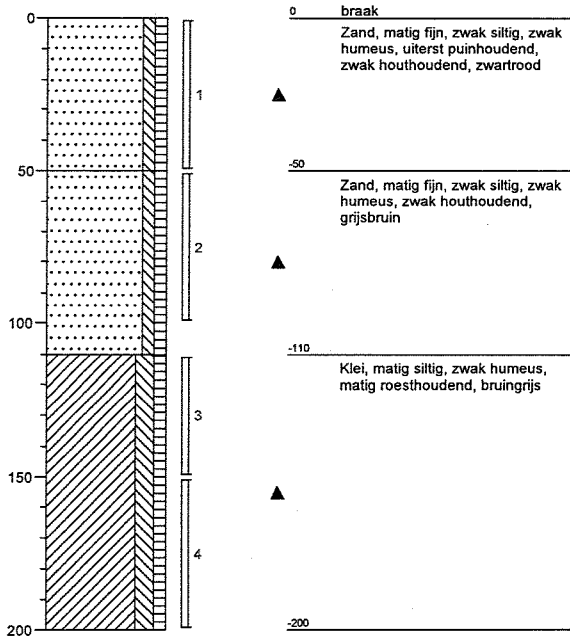 0
0 braak
Zand, matig fijn, zwak siltig, zwak
humeus, uiterst puinhoudend,
zwak houthoudend, zwartrood
1
50
-50
Zand, matig fijn, zwak siltig, zwak
humeus, zwak houthoudend,
grijsbruin
2
100
-110
Klei, matig siltig, zwak humeus,
matig roesthoudend, bruingrijs
3
150
4
200
-200